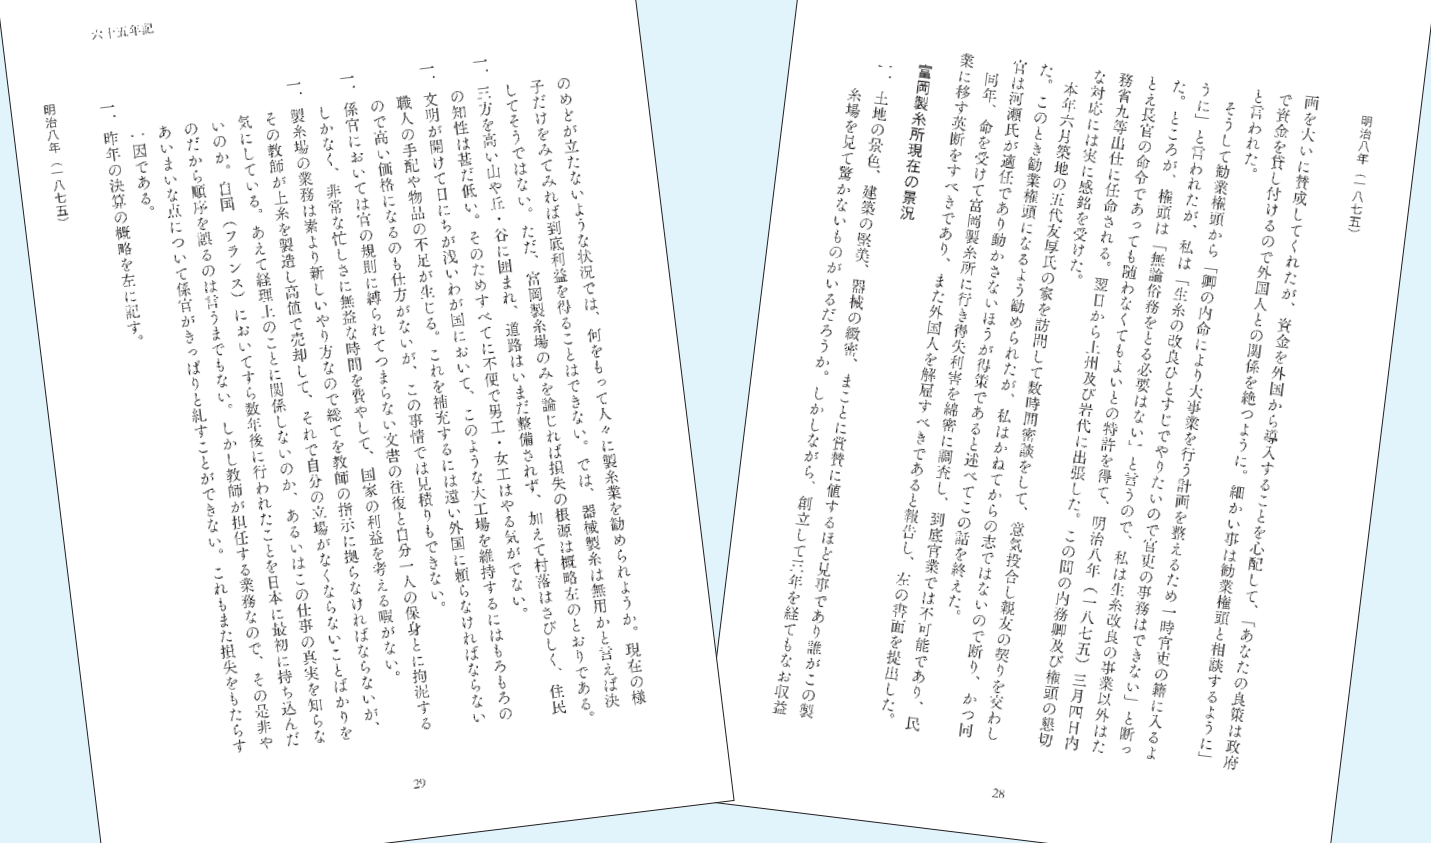 明治八年（一八七五）
画を大いに賛成してくれたが、資金を外国から導入することを心配して、「あなたの良策は政府
で資金を貸し付けるので外国人との関係を絶つように。細かい事は勧業権頭と相談するように」
と言われた。
そうして勧業権頭から「卿の内命により大事業を行う計画を整えるため一時官吏の籍に入るよ
うに」と言われたが、私は「生糸の改良ひとすじでやりたいので官吏の事務はできない」と断っ
た。ところが、権頭は「無論俗務をとる必要はない」と言うので、私は生糸改良の事業以外はた
とえ長官の命令であっても随わなくてもよいとの特許を得て、明治八年（一八七五）三月四日内
務省九等出仕に任命される。翌日から上州及び岩代に出張した。この間の内務卿及び権頭の懇切
な対応には実に感銘を受けた。
本年六月築地の五代友厚氏の家を訪問して数時間密談をして、意気投合し親友の契りを交わし
た。このとき勧業権頭になるよう勧められたが、私はかねてからの志ではないので断り、かつ同
官は河瀬氏が適任であり動かさないほうが得策であると述べてこの話を終えた。
同年、命を受けて富岡製糸所に行き得失利害を綿密に調査し、到底官業では不可能であり、民
業に移す英断をすべきであり、また外国人を解雇すべきであると報告し、左の書面を提出した。
富岡製糸所現在の景況
一．土地の景色、建築の堅美、器械の緻密、まことに賞賛に値するほど見事であり誰がこの製
糸場を見て驚かないものがいるだろうか。しかしながら、創立して三年を経てもなお収益
28
六十五年記
のめどが立たないような状況では、何をもって人々に製糸業を勧められようか。現在の様
子だけをみてみれば到底利益を得ることはできない。では、器械製糸は無用かと言えば決
してそうではない。ただ、富岡製糸場のみを論じれば損失の根源は概略左のとおりである。
一．三方を高い山や丘・谷に囲まれ、道路はいまだ整備されず、加えて村落はさびしく、住民
の知性は甚だ低い。そのためすべてに不便で男工・女工はやる気がでない。
一．文明が開けて日にちが浅いわが国において、このような大工場を維持するにはもろもろの
職人の手配や物品の不足が生じる。これを補充するには遠い外国に頼らなければならない
ので高い価格になるのも仕方がないが、この事情では見積りもできない。
一．係官においては官の規則に縛られてつまらない文書の往復と自分一人の保身とに拘泥する
しかなく、非常な忙しさに無益な時間を費やして、国家の利益を考える暇がない。
一．製糸場の業務は素より新しいやり方なので総てを教師の指示に拠らなければならないが、
その教師が上糸を製造し高値で売却して、それで自分の立場がなくならないことばかりを
気にしている。あえて経理上のことに関係しないのか、あるいはこの仕事の真実を知らな
いのか。自国（フランス）においてすら数年後に行われたことを日本に最初に持ち込んだ
のだから順序を誤るのは言うまでもない。しかし教師が担任する業務なので、その是非や
あいまいな点について係官がきっぱりと糺すことができない。これもまた損失をもたらす
一因である。
一．昨年の決算の概略を左に記す。
明治八年（一八七五）
29